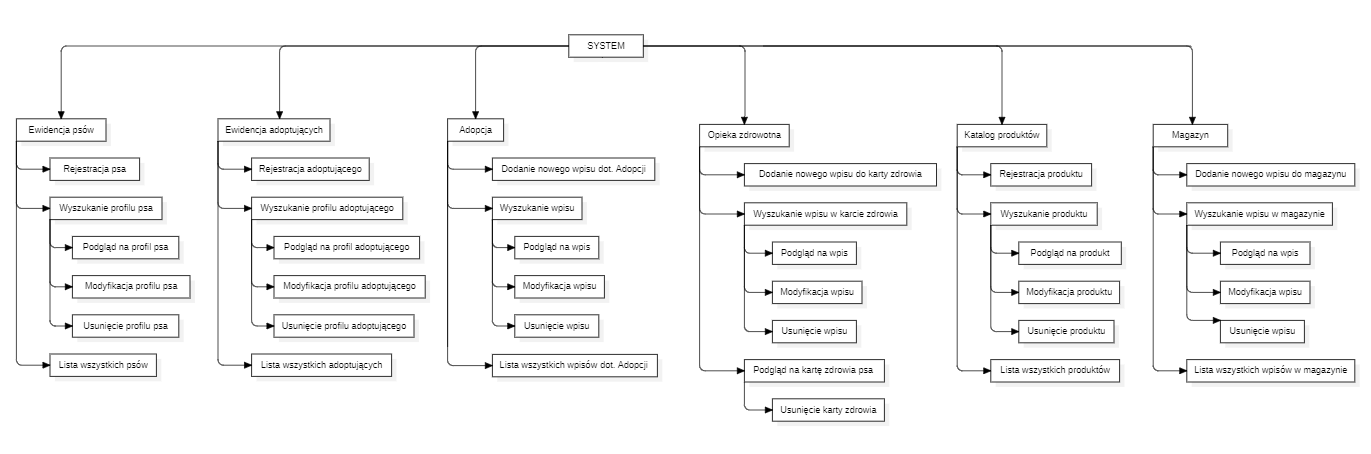 SYSTEM
Ewidencja psów
Rejestracja psa
Wyszukanie profilu psa
Podgląd na profil psa
Modyfikacja profilu psa
Usunięcie profilu psa
Lista wszystkich psów
Ewidencja adoptujących
Rejestracja adoptującego
Wyszukanie profilu adoptującego
Podgląd na profil adoptującego
Modyfikacja profilu adoptującego
Usunięcie profilu adoptującego
Lista wszystkich adoptujących
Adopcja
Dodanie nowego wpisu dot. Adopcji
Wyszukanie wpisu
Podgląd na wpis
Modyfikacja wpisu
Usunięcie wpisu
Lista wszystkich wpisów dot. Adopcji
Opieka zdrowotna
Dodanie nowego wpisu do karty zdrowia
Wyszukanie wpisu w karcie zdrowia
Podgląd na wpis
Modyfikacja wpisu
Usunięcie wpisu
Podgląd na kartę zdrowia psa
Usunięcie karty zdrowia
Katalog produktów
Rejestracja produktu
Wyszukanie produktu
Podgląd na produkt
Modyfikacja produktu
Usunięcie produktu
Lista wszystkich produktów
Magazyn
Dodanie nowego wpisu do magazynu
Wyszukanie wpisu w magazynie
Podgląd na wpis
Modyfikacja wpisu
Usunięcie wpisu
Lista wszystkich wpisów w magazynie